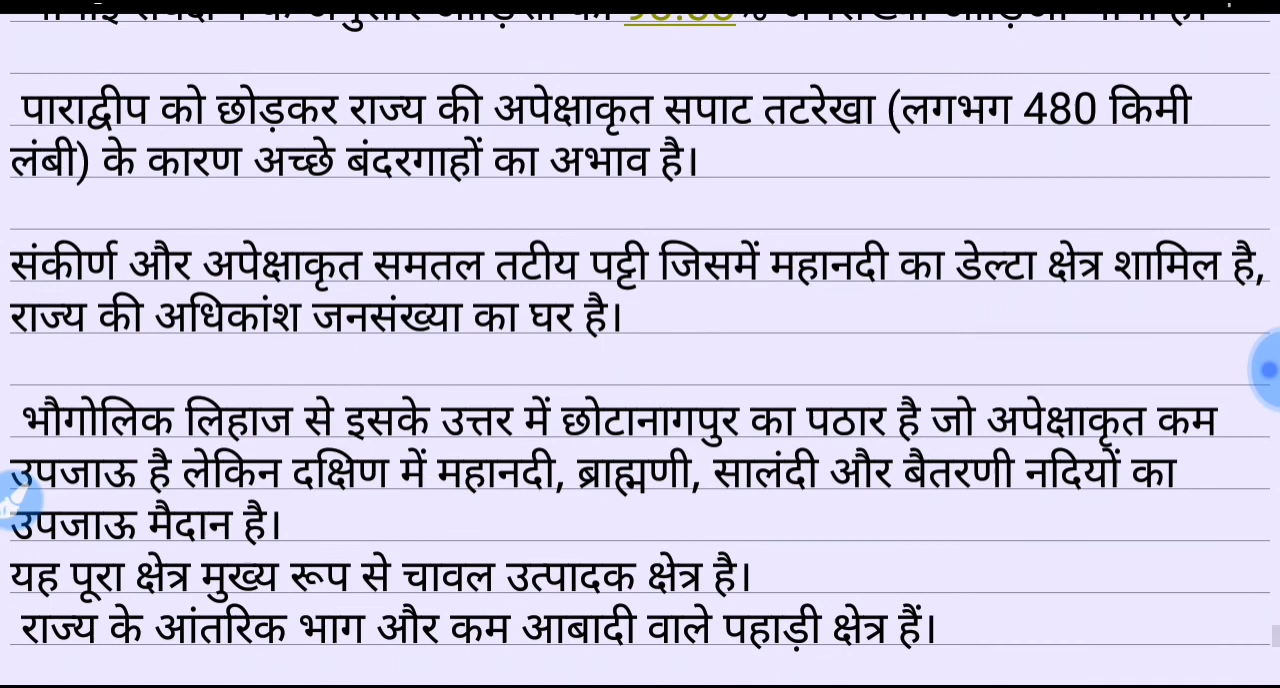 के अनुसार
पाराद्वीप को छोड़कर राज्य की अपेक्षाकृत सपाट तटरेखा (लगभग 480 किमी
लंबी) के कारण अच्छे बंदरगाहों का अभाव है।
संकीर्ण और अपेक्षाकृत समतल तटीय पट्टी जिसमें महानदी का डेल्टा क्षेत्र शामिल है,
राज्य की अधिकांश जनसंख्या का घर है।
भौगोलिक लिहाज से इसके उत्तर में छोटानागपुर का पठार है जो अपेक्षाकृत कम
उपजाऊ है लेकिन दक्षिण में महानदी, ब्राह्मणी, सालंदी और बैतरणी नदियों का
उपजाऊ मैदान है।
यह पूरा क्षेत्र मुख्य रूप से चावल उत्पादक क्षेत्र है।
राज्य के आंतरिक भाग और कम आबादी वाले पहाड़ी क्षेत्र हैं।